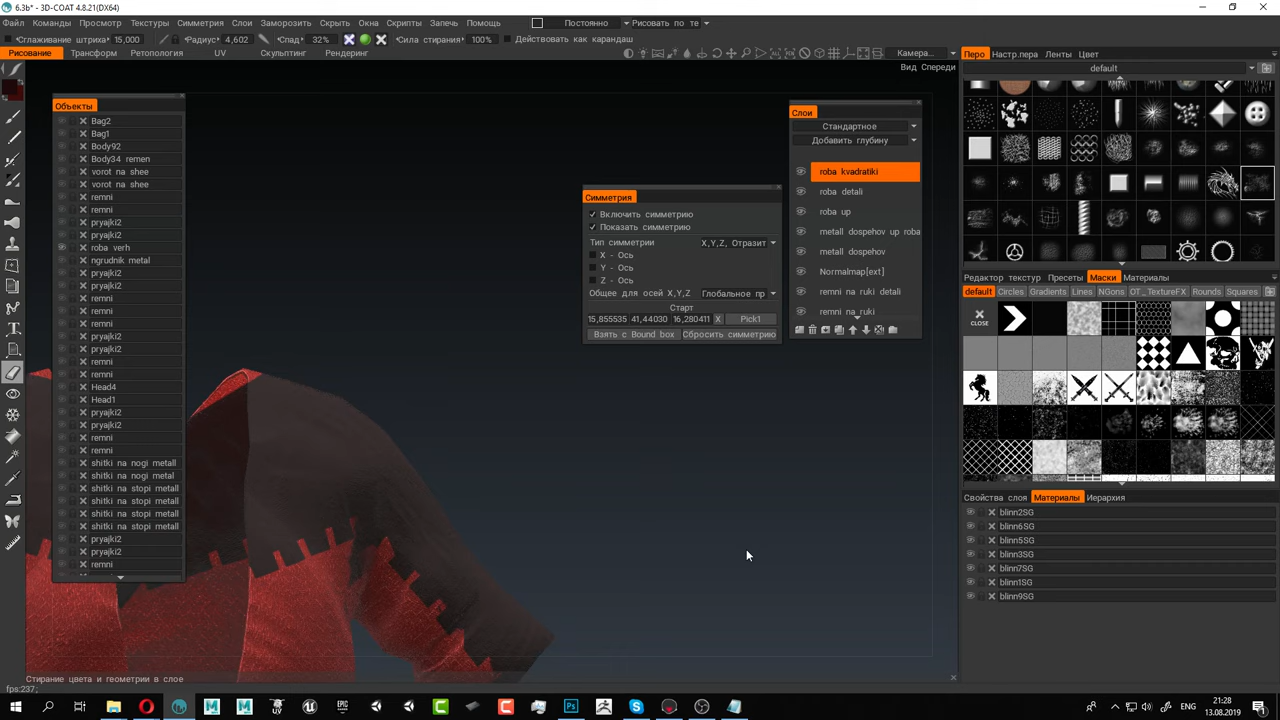 6.3b* - 3D-COAT 4.8.21(DX64)
Файл Команды Просмотр Текстуры Симметрия Слои Заморозить Скрыть Окна Скрипты Запечь Помощь Постоянно Рисовать по те
Сглаживание штриха 15,000 Радиус 4,602 Спад 32% Сила стирания 100% Действовать как карандаш
Рисование Трансформ Ретопология UV Скульптинг Рендеринг Камера...
Вид Спереди
Объекты
Bag2
Bag1
Body92
Body34 remen
vorot na shee
vorot na shee
remni
remni
pryajki2
pryajki2
roba verh
ngrudnik metal
pryajki2
pryajki2
remni
remni
remni
pryajki2
pryajki2
remni
remni
Head4
Head1
pryajki2
pryajki2
remni
remni
shitki na nogi metall
shitki na nogi metal
shitki na stopi metall
shitki na stopi metall
shitki na stopi metall
shitki na stopi metall
pryajki2
pryajki2
remni
Симметрия
Включить симметрию
Показать симметрию
Тип симметрии X,Y,Z, Отразит
X - Ось
Y - Ось
Z - Ось
Общее для осей X,Y,Z Глобальное пр
Старт
15,855535 41,44030 16,280411 X Pick1
Взять с Bound box Сбросить симметрию
Слои
Стандартное
Добавить глубину
roba kvadratiki
roba detali
roba up
metall dospehov up roba
metall dospehov
Normalmap[ext]
remni na ruki detali
remni na ruki
Перо Настр.пера Ленты Цвет
default
Редактор текстур Пресеты Маски Материалы
default Circles Gradients Lines NGons OT_TextureFX Rounds Squares
CLOSE
Свойства слоя Материалы Иерархия
blinn2SG
blinn6SG
blinn5SG
blinn3SG
blinn7SG
blinn1SG
blinn9SG
Стирание цвета и геометрии в слое
fps:237;
ENG 21:28
13.08.2019